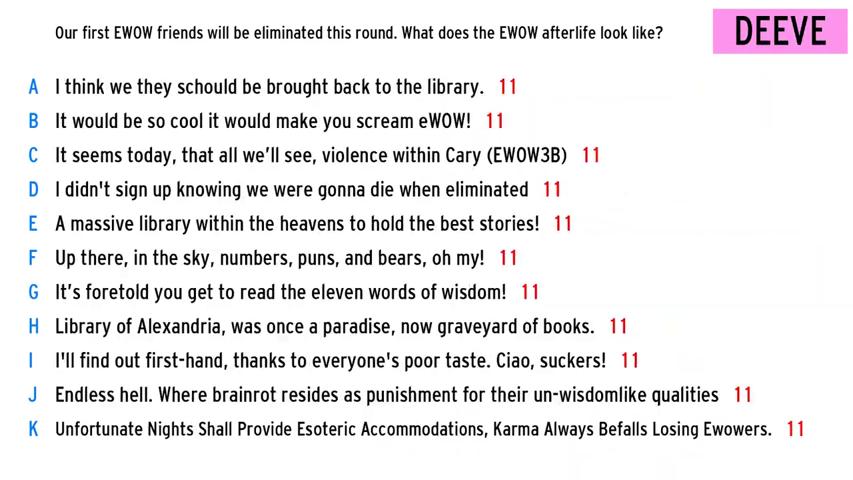 Our first EWOW friends will be eliminated this round. What does the EWOW afterlife look like?
DEEVE
A I think we they schould be brought back to the library. 11
B It would be so cool it would make you scream eWOW! 11
C It seems today, that all we'll see, violence within Cary (EWOW3B) 11
D I didn't sign up knowing we were gonna die when eliminated 11
E A massive library within the heavens to hold the best stories! 11
F Up there, in the sky, numbers, puns, and bears, oh my! 11
G It's foretold you get to read the eleven words of wisdom! 11
H Library of Alexandria, was once a paradise, now graveyard of books. 11
I I'll find out first-hand, thanks to everyone's poor taste. Ciao, suckers! 11
J Endless hell. Where brainrot resides as punishment for their un-wisdomlike qualities 11
K Unfortunate Nights Shall Provide Esoteric Accommodations, Karma Always Befalls Losing Ewowers. 11